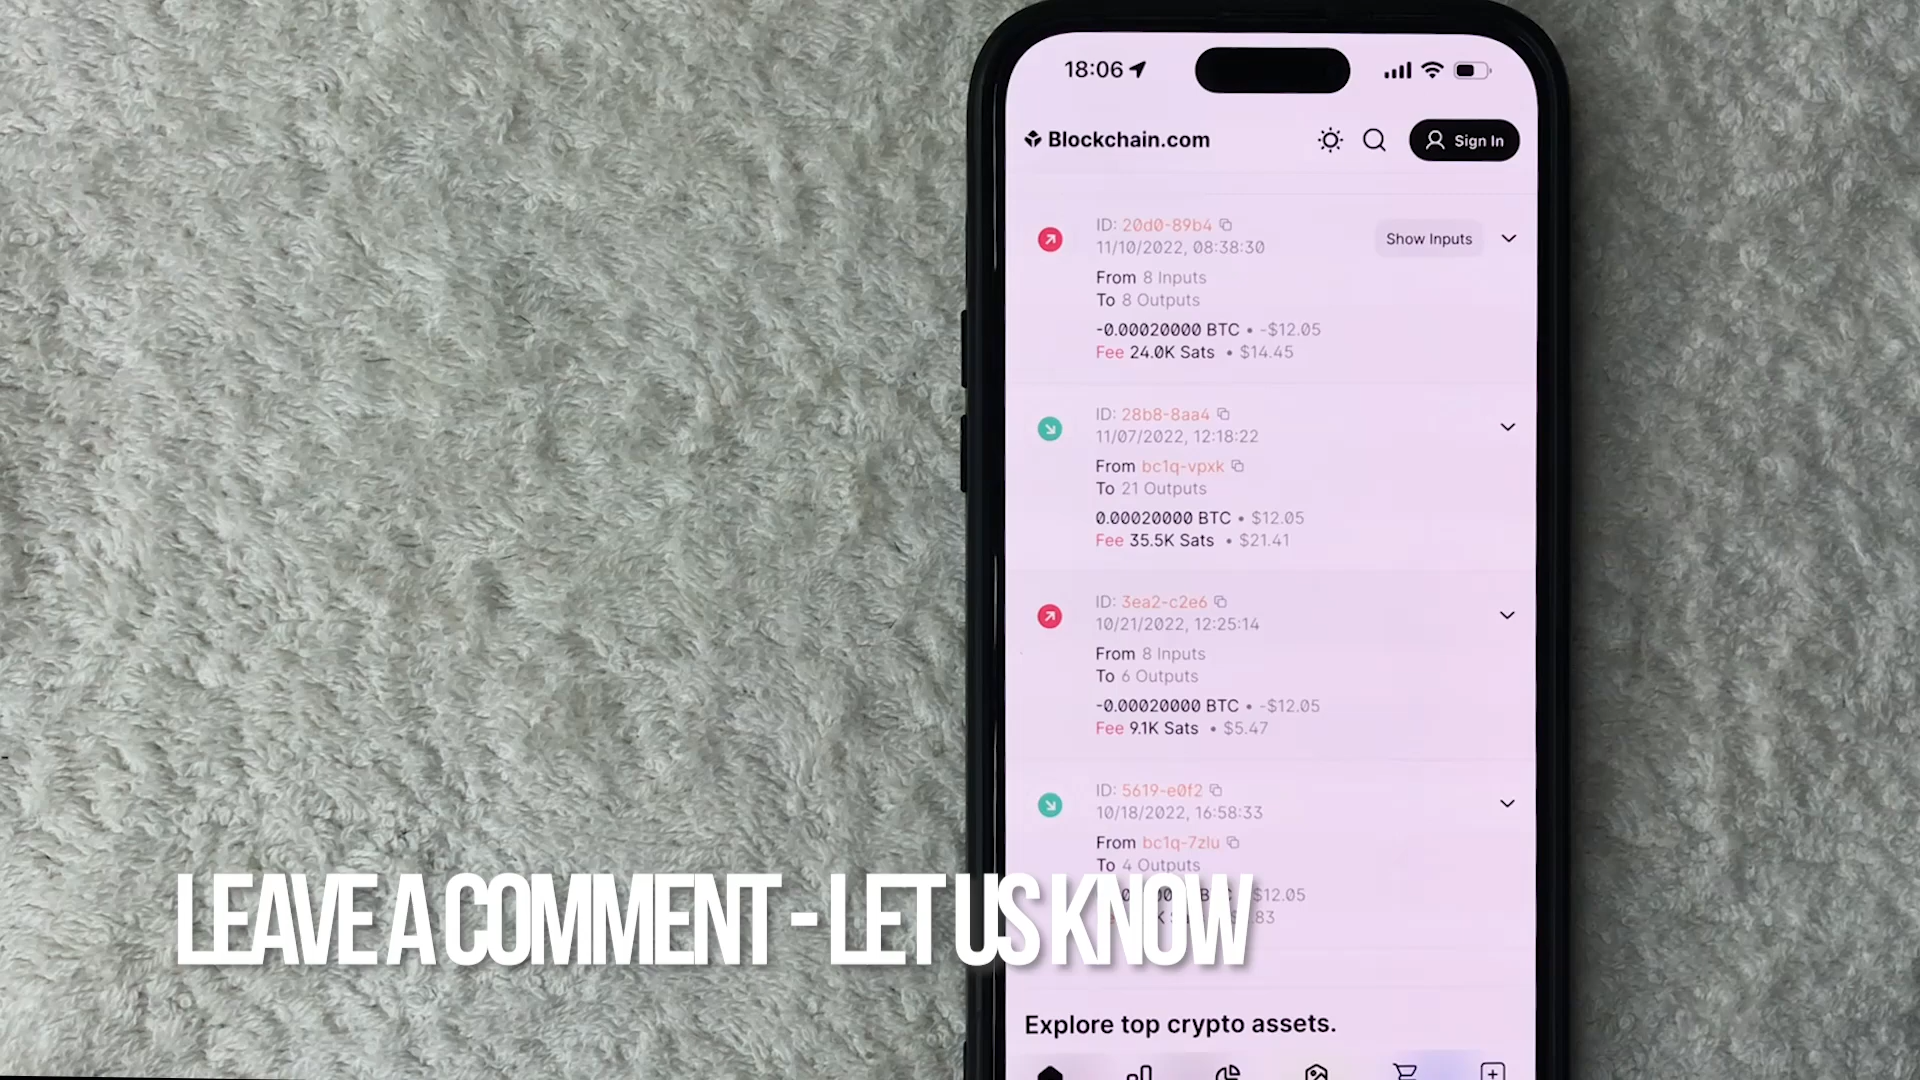 18:06
Blockchain.com
Sign In
ID: 20d0-89b4
11/10/2022, 08:38:30
Show Inputs
From 8 Inputs
To 8 Outputs
-0.00020000 BTC • -$12.05
Fee 24.0K Sats • $14.45
ID: 28b8-8aa4
11/07/2022, 12:18:22
From bc1q-vpxk
To 21 Outputs
0.00020000 BTC • $12.05
Fee 35.5K Sats • $21.41
ID: 3ea2-c2e6
10/21/2022, 12:25:14
From 8 Inputs
To 6 Outputs
-0.00020000 BTC • -$12.05
Fee 9.1K Sats • $5.47
ID: 5619-e0f2
10/18/2022, 16:58:33
From bc1q-7zlu
To 4 Outputs
$12.05
LEAVE A COMMENT - LET US KNOW
Explore top crypto assets.